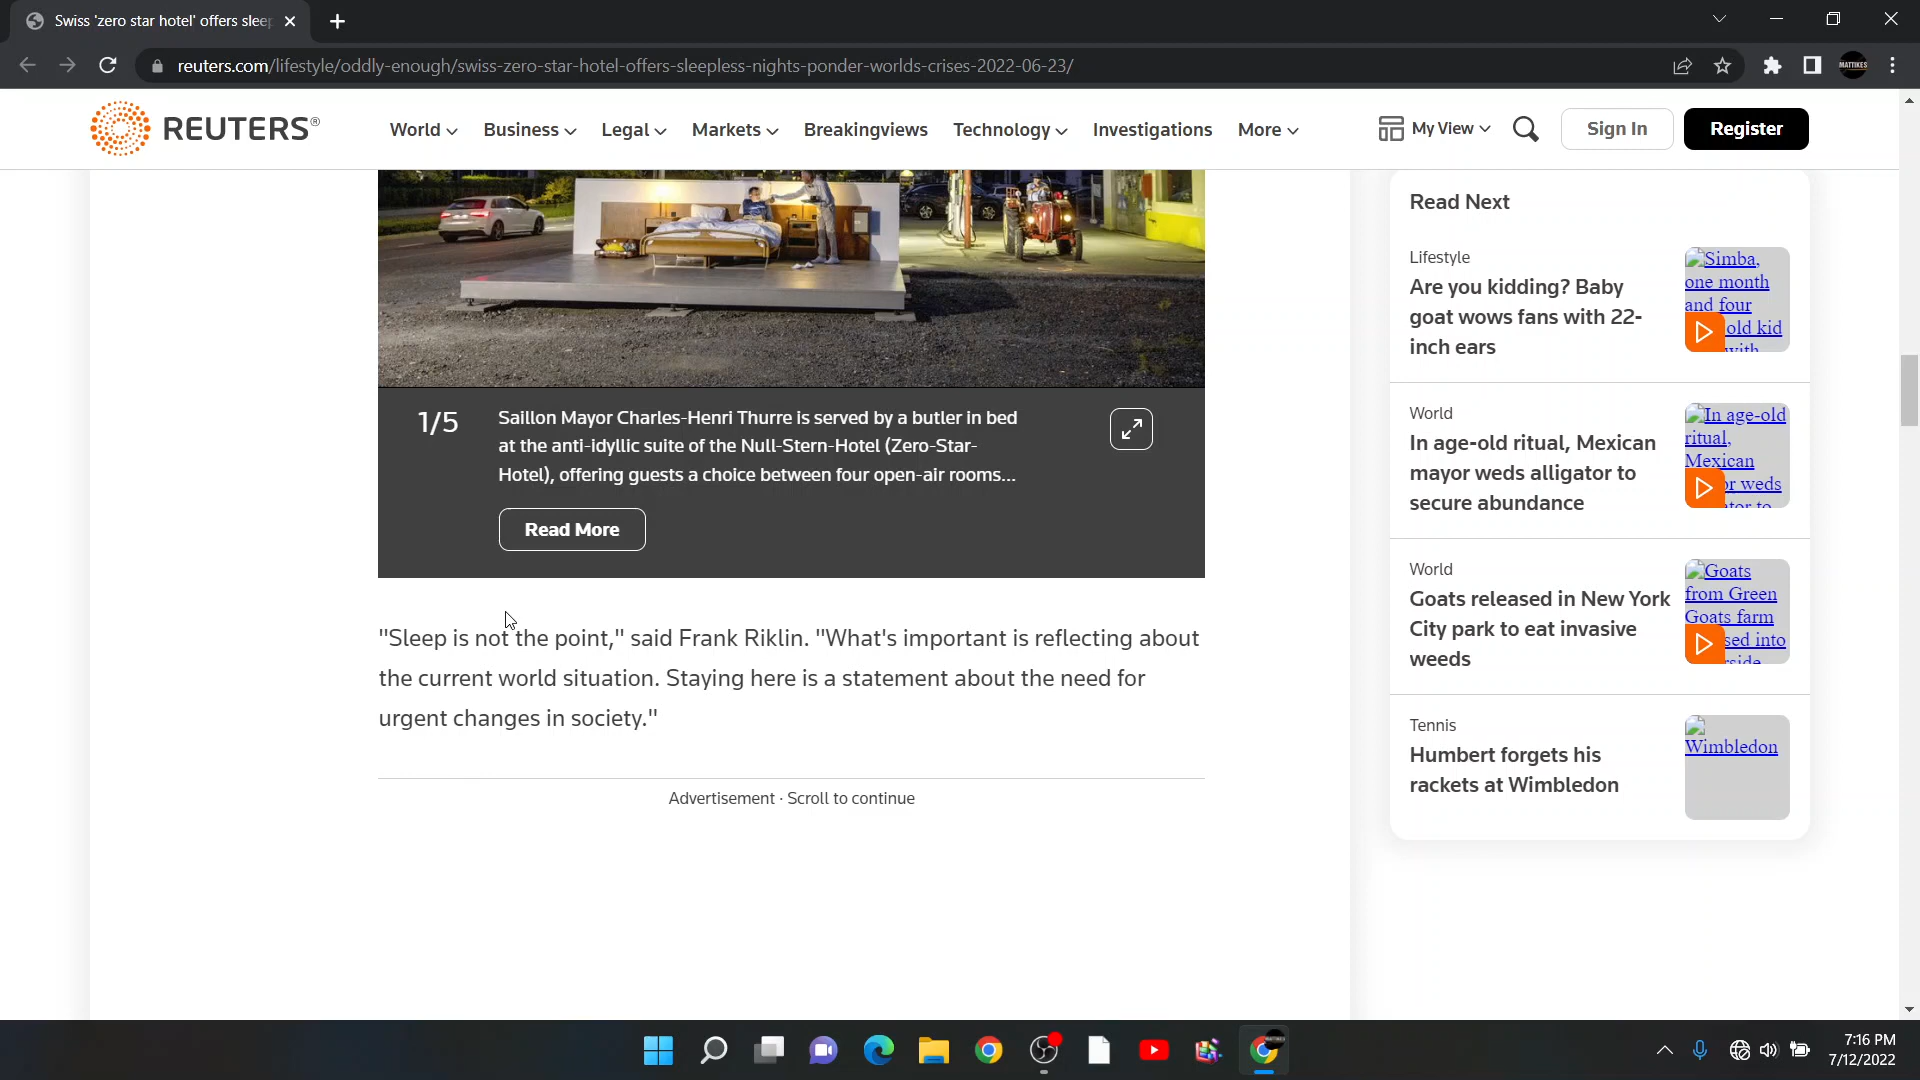 Swiss 'zero star hotel' offers sleep
reuters.com/lifestyle/oddly-enough/swiss-zero-star-hotel-offers-sleepless-nights-ponder-worlds-crises-2022-06-23/
MATTIKES
REUTERS®
World
Business
Legal
Markets
Breakingviews
Technology
Investigations
More
My View
Sign In
Register
1/5
Saillon Mayor Charles-Henri Thurre is served by a butler in bed
at the anti-idyllic suite of the Null-Stern-Hotel (Zero-Star-
Hotel), offering guests a choice between four open-air rooms...
Read More
"Sleep is not the point," said Frank Riklin. "What's important is reflecting about
the current world situation. Staying here is a statement about the need for
urgent changes in society."
Advertisement · Scroll to continue
Read Next
Lifestyle
Are you kidding? Baby
goat wows fans with 22-
inch ears
Simba,
one month
and four
old kid
with
World
In age-old ritual, Mexican
mayor weds alligator to
secure abundance
In age-old
ritual,
Mexican
or weds
ator to
World
Goats released in New York
City park to eat invasive
weeds
Goats
from Green
Goats farm
sed into
rside
Tennis
Humbert forgets his
rackets at Wimbledon
Wimbledon
7:16 PM
7/12/2022